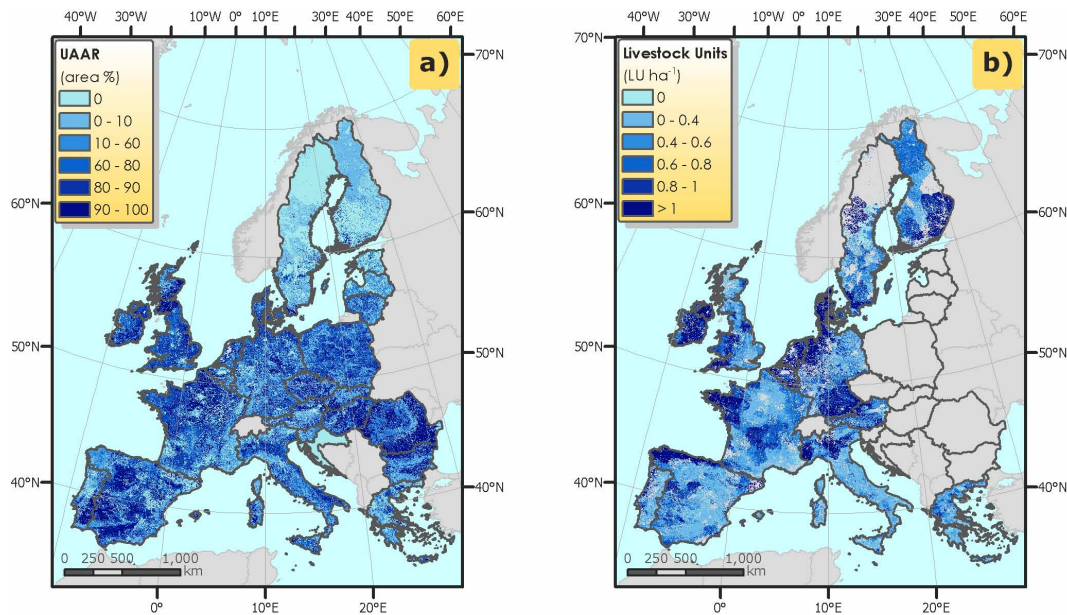 40°W 30°W 20°W 10°W 0° 10°E 20°E 30°E 40°E 50°E 60°E
UAAR
(area %)
0
0 - 10
10 - 60
60 - 80
80 - 90
90 - 100
a)
70°N
60°N
60°N
50°N
50°N
40°N
40°N
0 250 500 1,000
km
0° 10°E 20°E
40°W 30°W 20°W 10°W 0° 10°E 20°E 30°E 40°E 50°E 60°E
Livestock Units
(LU ha⁻¹)
0
0 - 0.4
0.4 - 0.6
0.6 - 0.8
0.8 - 1
> 1
b)
70°N
60°N
60°N
50°N
50°N
40°N
40°N
0 250 500 1,000
km
0° 10°E 20°E